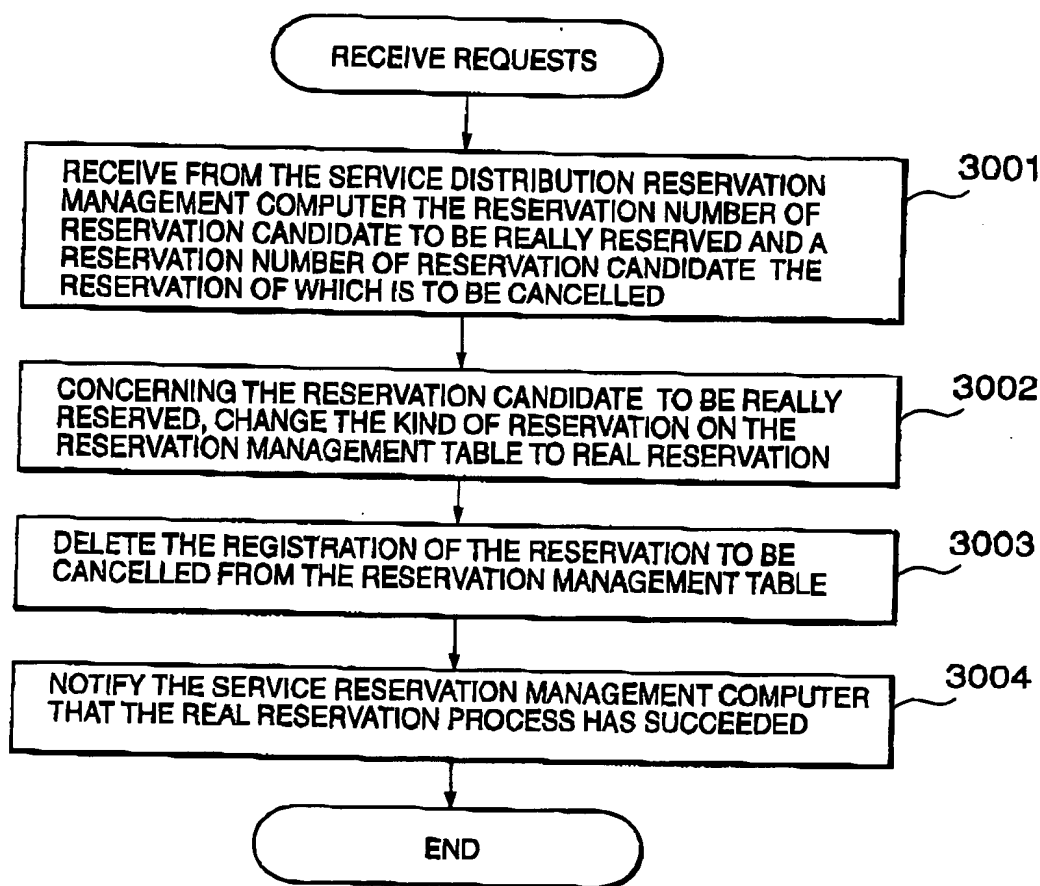 RECEIVE REQUESTS
RECEIVE FROM THE SERVICE DISTRIBUTION RESERVATION
MANAGEMENT COMPUTER THE RESERVATION NUMBER OF
RESERVATION CANDIDATE TO BE REALLY RESERVED AND A
RESERVATION NUMBER OF RESERVATION CANDIDATE THE
RESERVATION OF WHICH IS TO BE CANCELLED
3001
CONCERNING THE RESERVATION CANDIDATE TO BE REALLY
RESERVED, CHANGE THE KIND OF RESERVATION ON THE
RESERVATION MANAGEMENT TABLE TO REAL RESERVATION
3002
DELETE THE REGISTRATION OF THE RESERVATION TO BE
CANCELLED FROM THE RESERVATION MANAGEMENT TABLE
3003
NOTIFY THE SERVICE RESERVATION MANAGEMENT COMPUTER
THAT THE REAL RESERVATION PROCESS HAS SUCCEEDED
3004
END